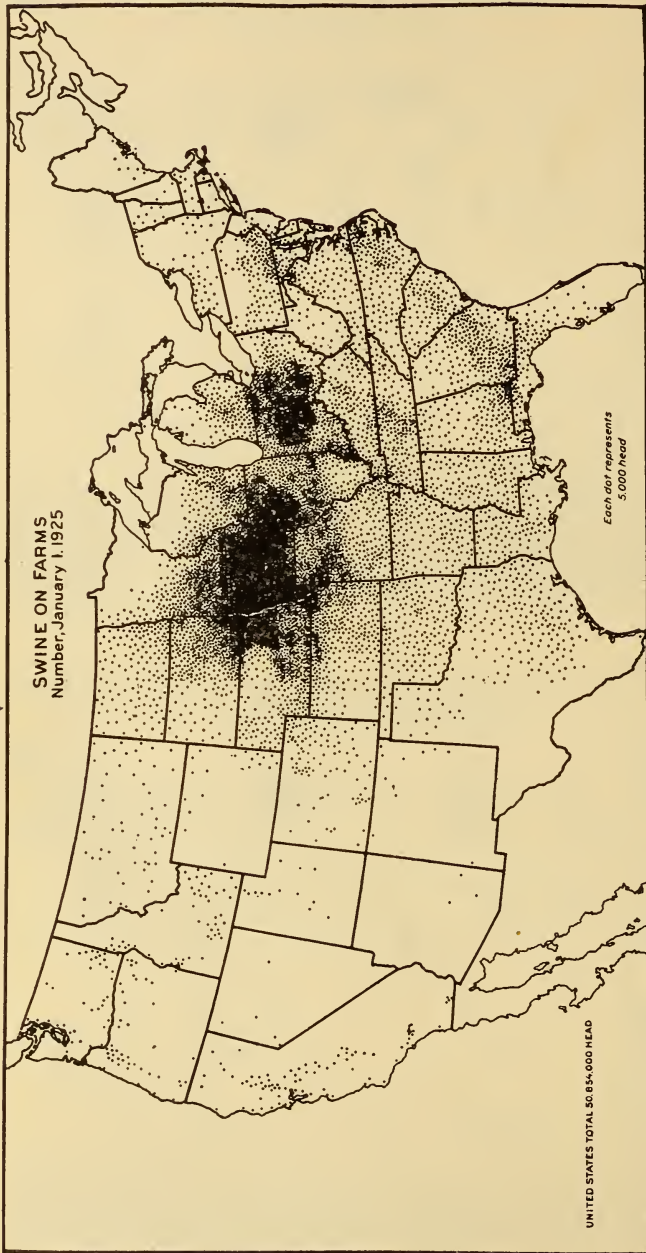 SWINE ON FARMS
Number, January 1, 1925
Each dot represents
5,000 head
UNITED STATES TOTAL 50,854,000 HEAD